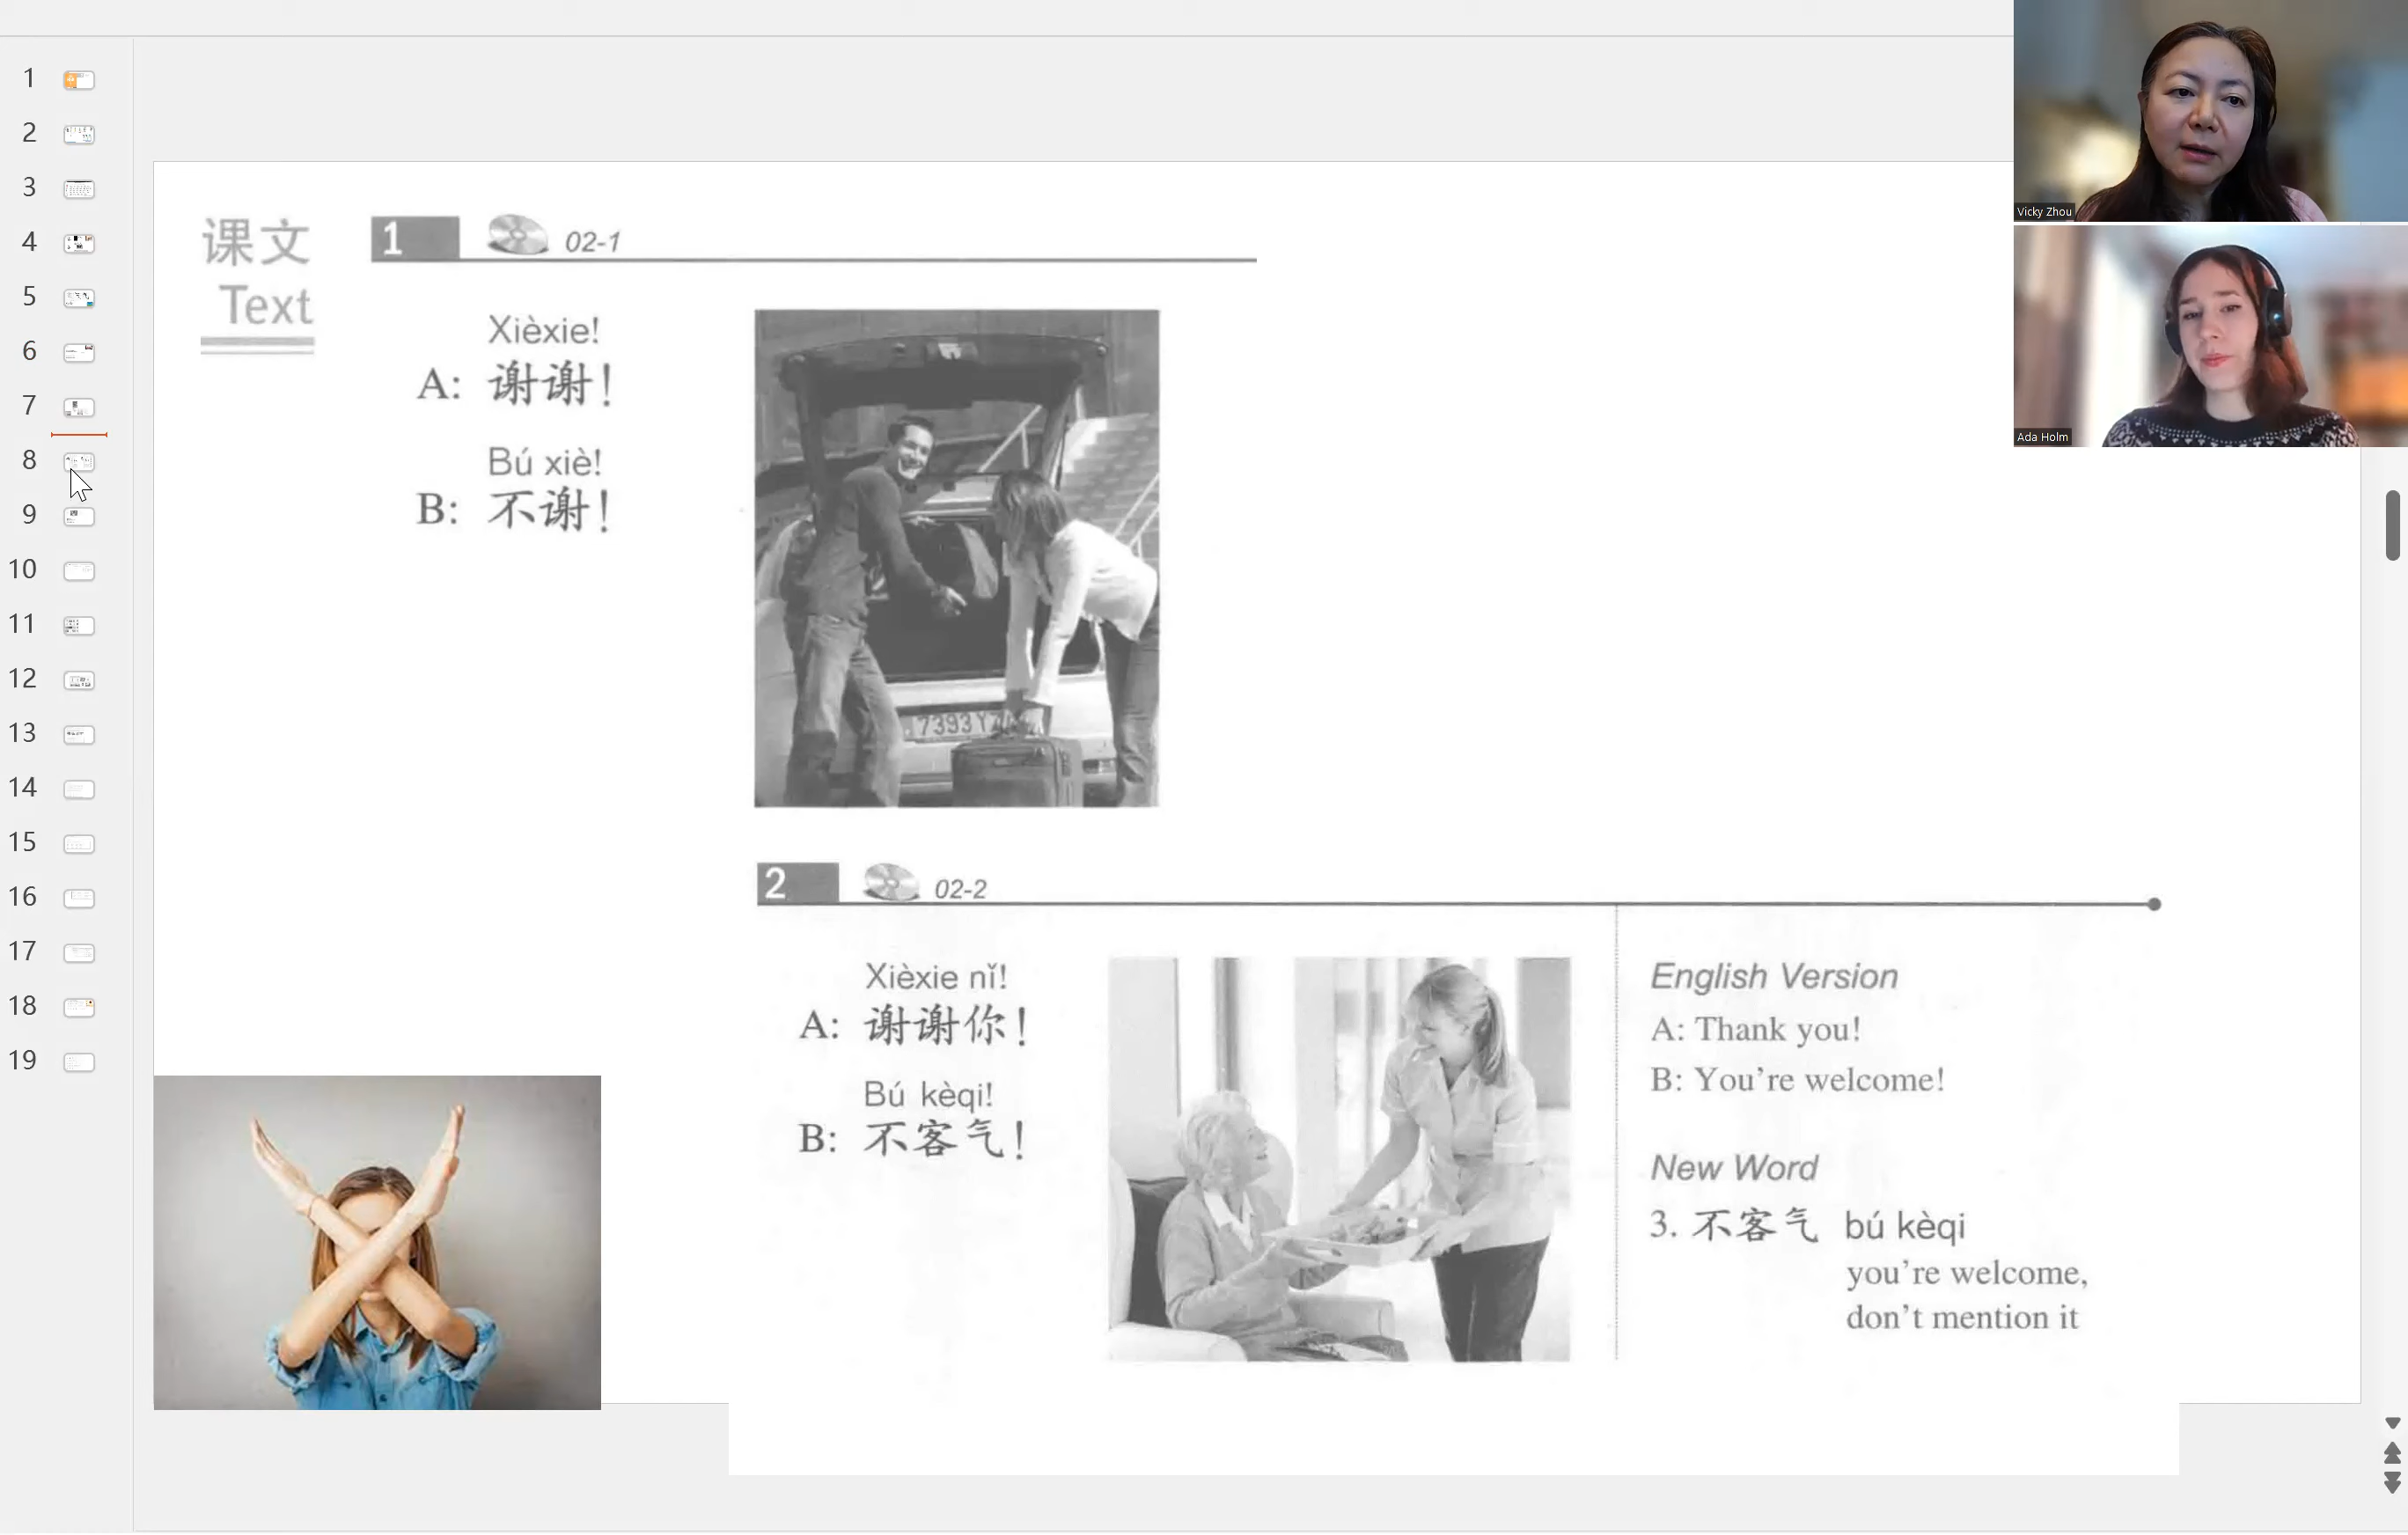 1
2
3
4
5
6
7
8
9
10
11
12
13
14
15
16
17
18
19
课文
Text
1 02-1
Xièxie!
A: 谢谢!
Bú xiè!
B: 不谢!
2 02-2
Xièxie nǐ!
A: 谢谢你!
Bú kèqi!
B: 不客气!
English Version
A: Thank you!
B: You're welcome!
New Word
3. 不客气 bú kèqi
you're welcome,
don't mention it
Vicky Zhou
Ada Holm